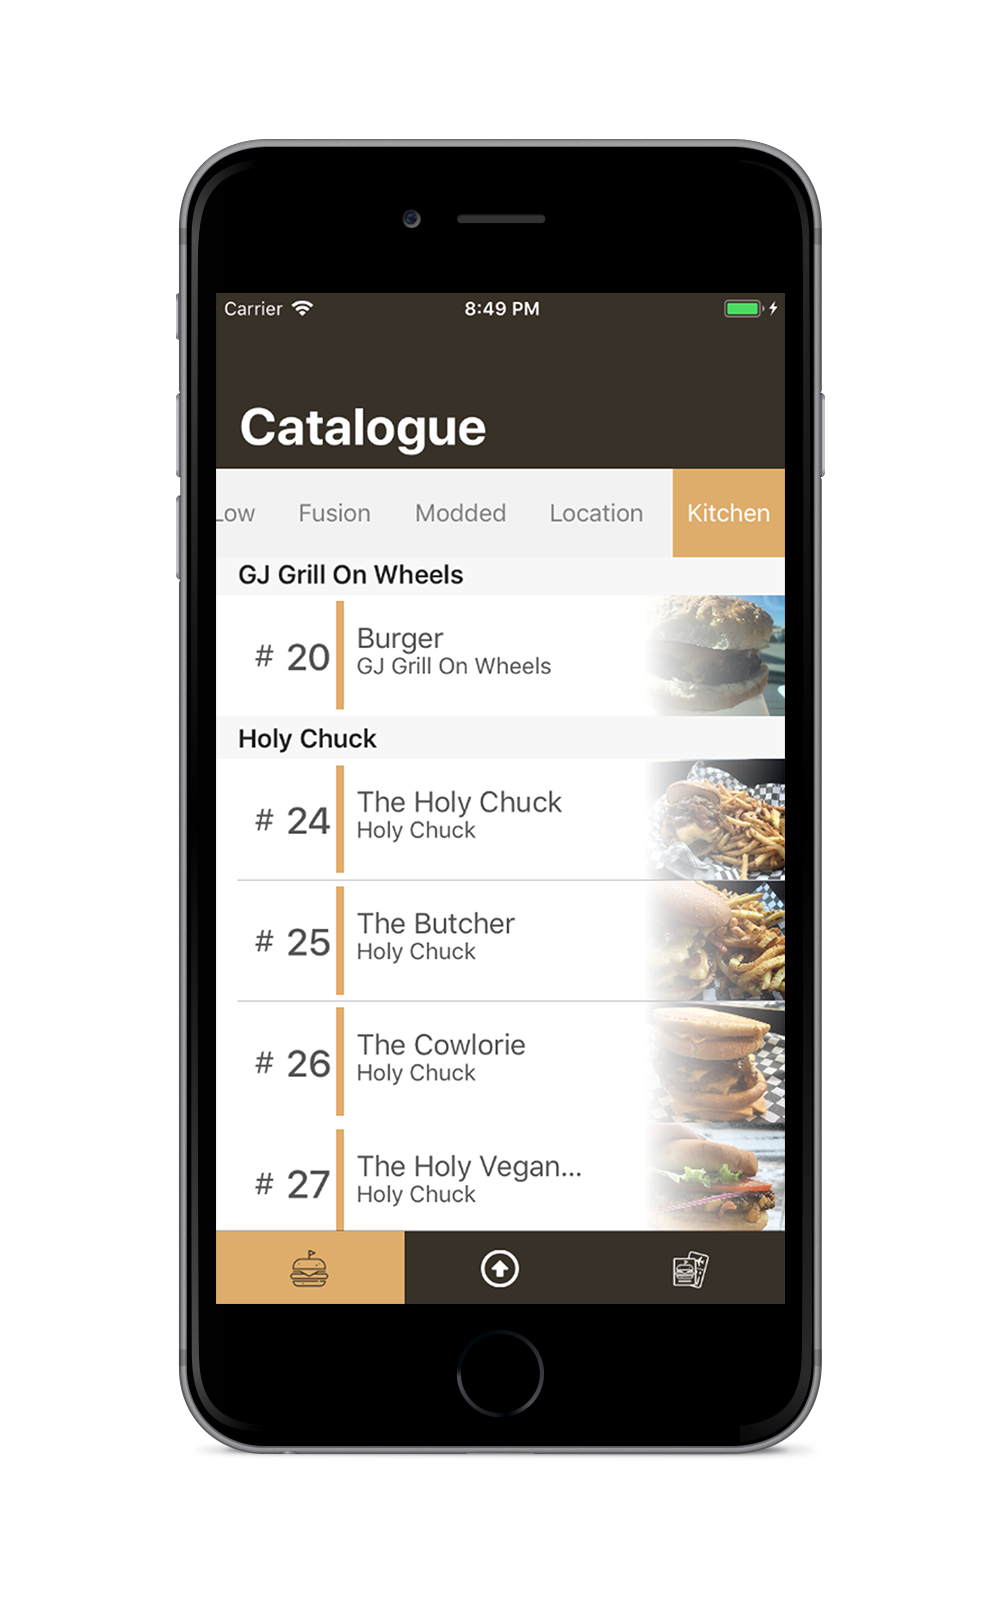 Carrier 8:49 PM
Catalogue
Low Fusion Modded Location Kitchen
GJ Grill On Wheels
# 20 Burger
GJ Grill On Wheels
Holy Chuck
# 24 The Holy Chuck
Holy Chuck
# 25 The Butcher
Holy Chuck
# 26 The Cowlorie
Holy Chuck
# 27 The Holy Vegan...
Holy Chuck